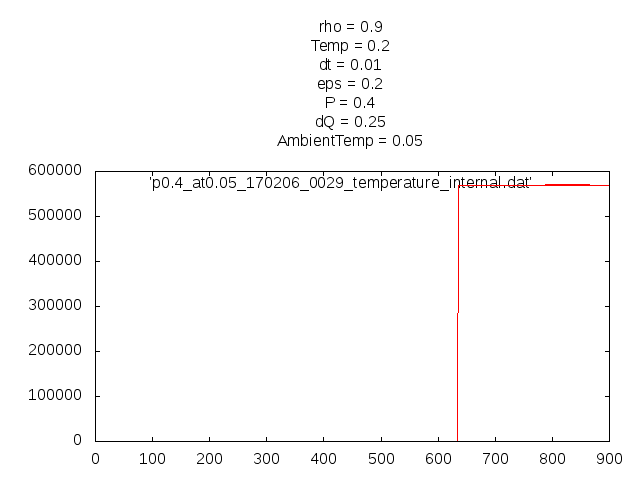 rho = 0.9
Temp = 0.2
dt = 0.01
eps = 0.2
P = 0.4
dQ = 0.25
AmbientTemp = 0.05
600000
'p0.4_at0.05_170206_0029_temperature_internal.dat'
500000
400000
300000
200000
100000
0
0 100 200 300 400 500 600 700 800 900